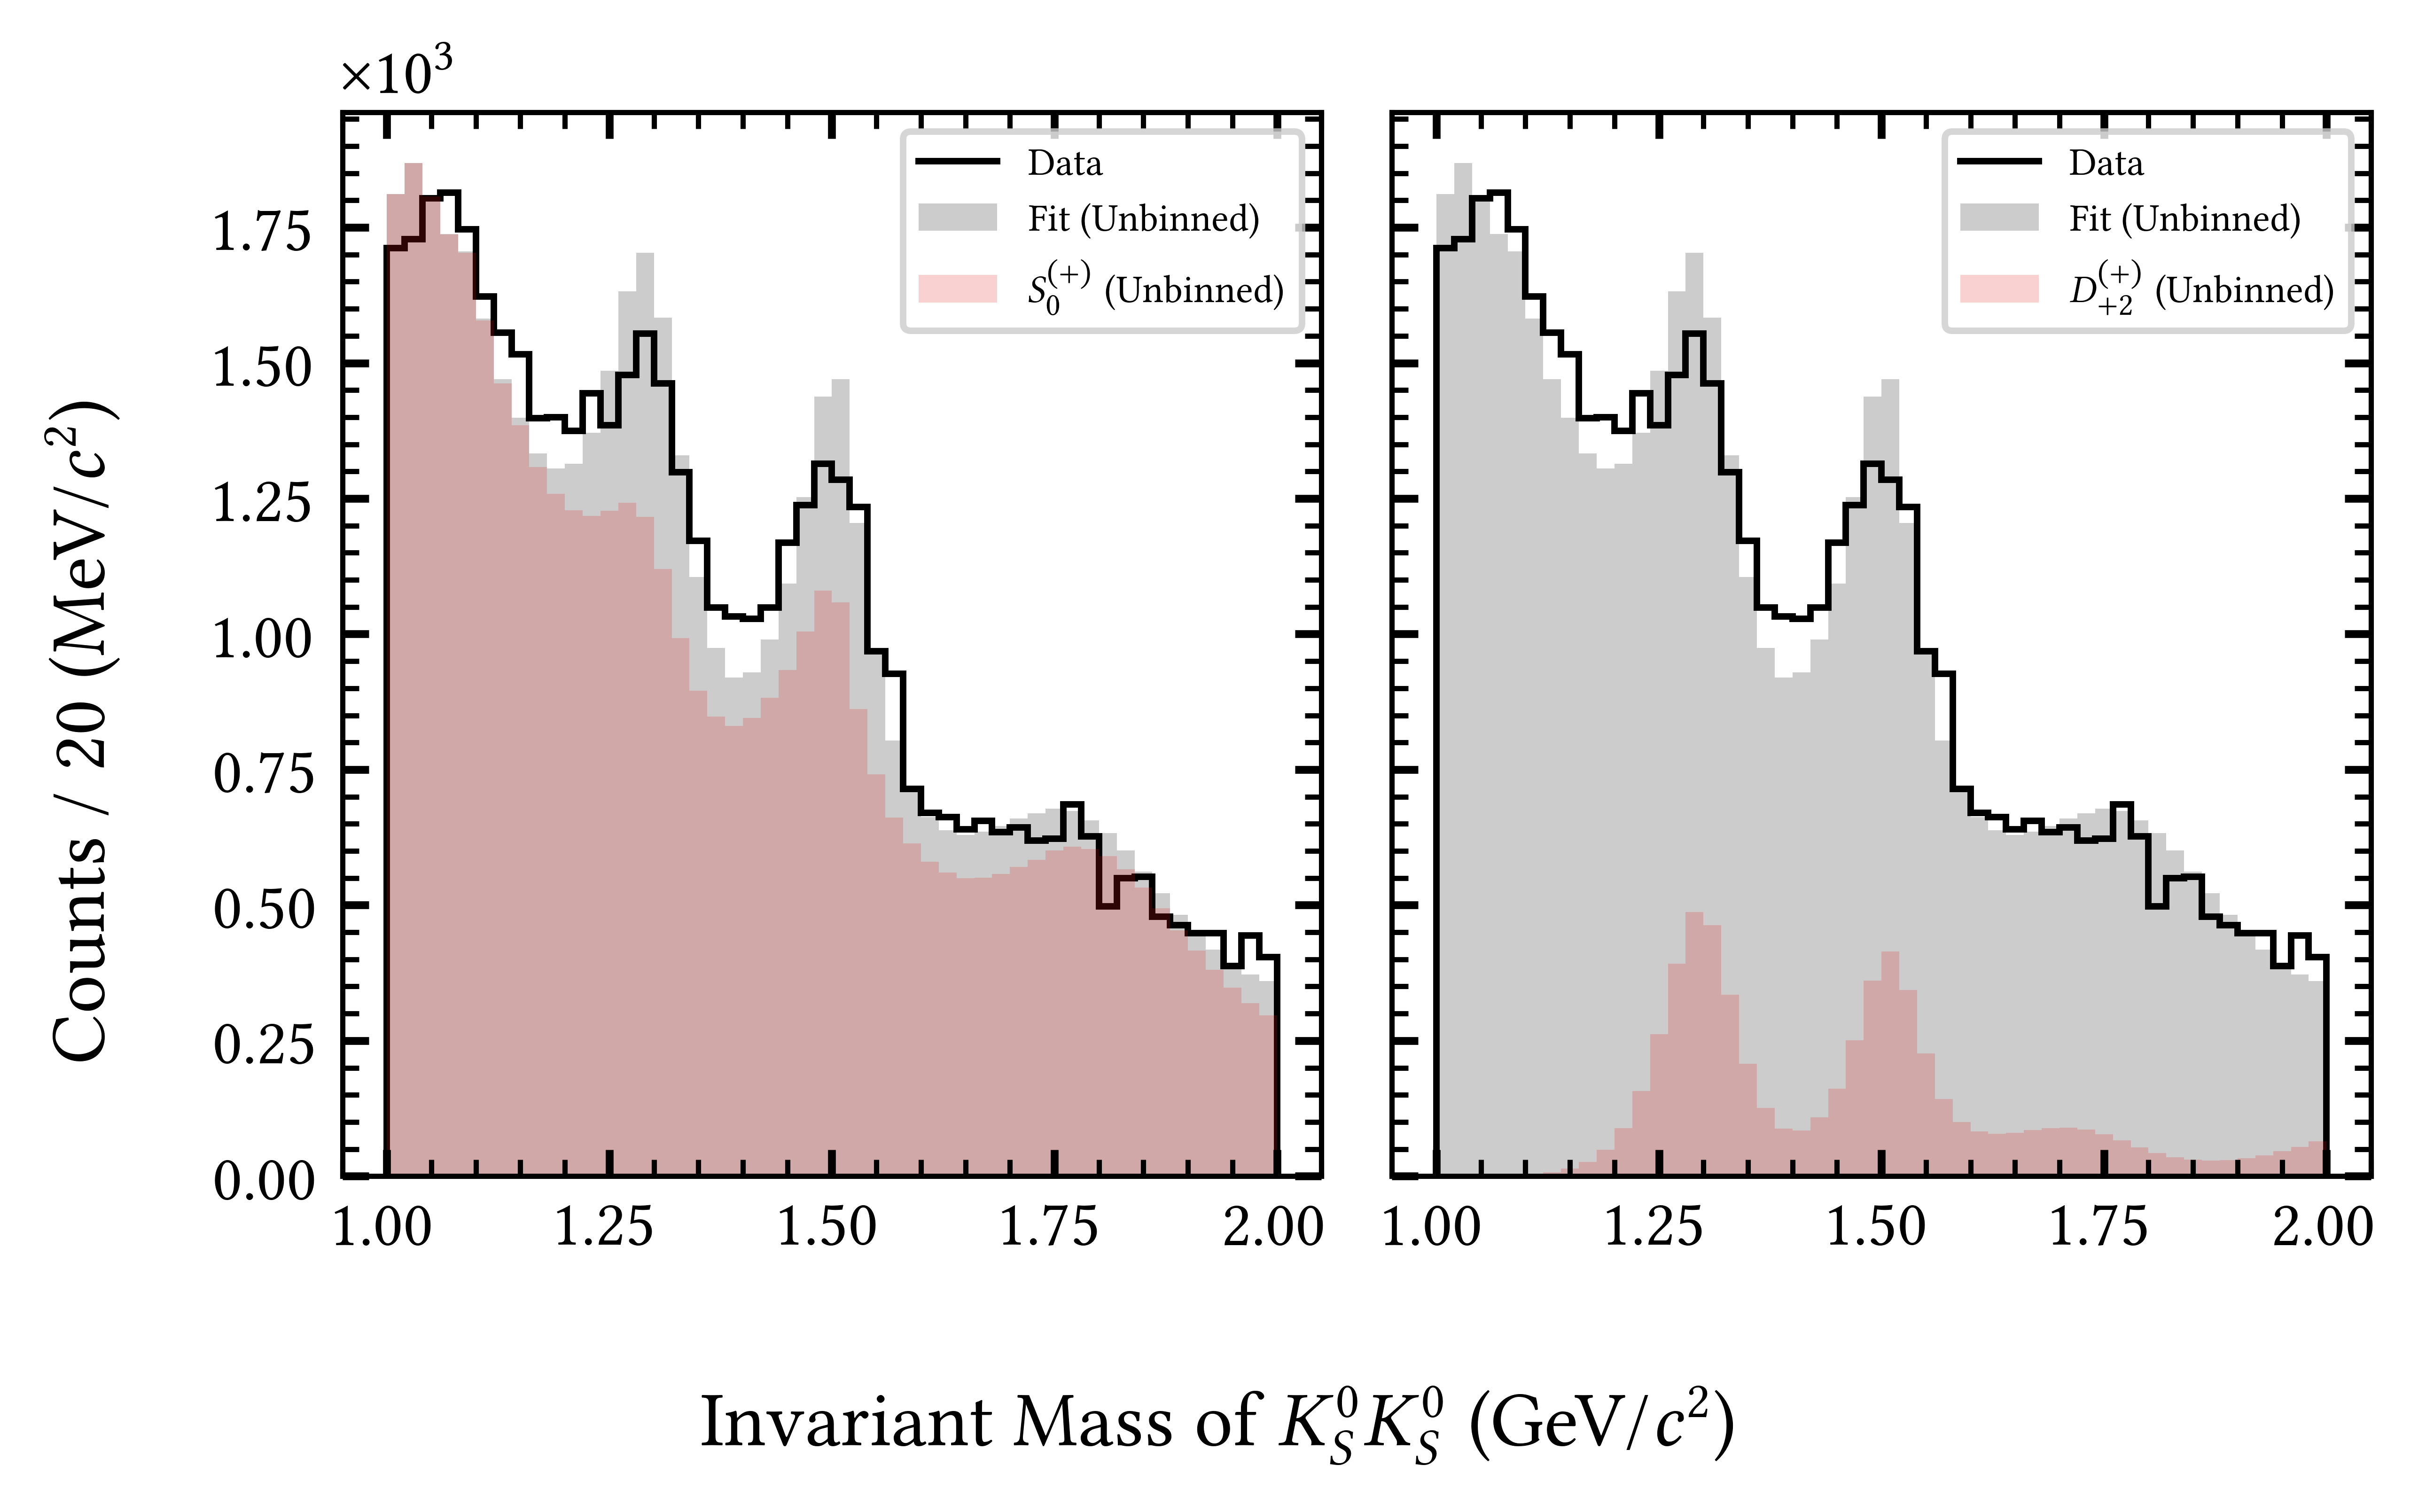 ×10³
Counts / 20 (MeV/c²)
1.75
1.50
1.25
1.00
0.75
0.50
0.25
0.00
Data
Fit (Unbinned)
S₀⁽⁺⁾ (Unbinned)
1.00 1.25 1.50 1.75 2.00
Data
Fit (Unbinned)
D₊₂⁽⁺⁾ (Unbinned)
1.00 1.25 1.50 1.75 2.00
Invariant Mass of K_S⁰K_S⁰ (GeV/c²)